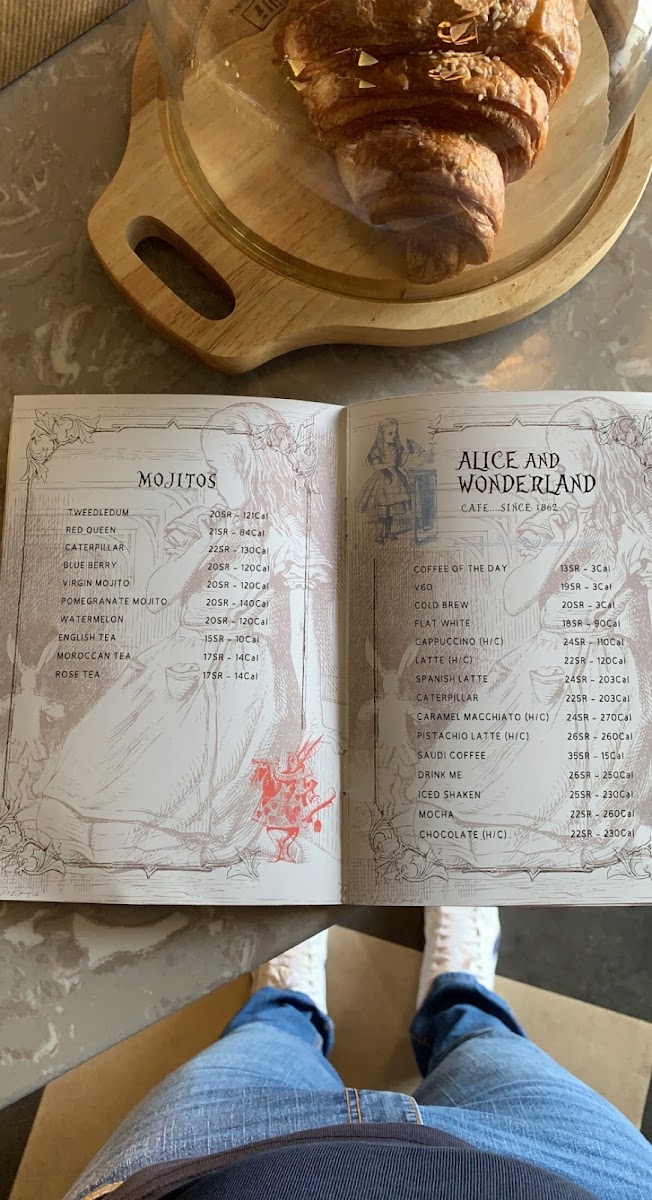 MOJITOS
TWEEDLEDUM 20SR - 121Cal
RED QUEEN 21SR - 84Cal
CATERPILLAR 22SR - 130Cal
BLUE BERRY 20SR - 120Cal
VIRGIN MOJITO 20SR - 120Cal
POMEGRANATE MOJITO 20SR - 140Cal
WATERMELON 20SR - 120Cal
ENGLISH TEA 15SR - 10Cal
MOROCCAN TEA 17SR - 14Cal
ROSE TEA 17SR - 14Cal
ALICE AND
WONDERLAND
CAFE SINCE 1862
COFFEE OF THE DAY 13SR - 3Cal
V60 19SR - 3Cal
COLD BREW 20SR - 3Cal
FLAT WHITE 18SR - 90Cal
CAPPUCCINO (H/C) 24SR - 110Cal
LATTE (H/C) 22SR - 120Cal
SPANISH LATTE 24SR - 203Cal
CATERPILLAR 22SR - 203Cal
CARAMEL MACCHIATO (H/C) 24SR - 270Cal
PISTACHIO LATTE (H/C) 26SR - 260Cal
SAUDI COFFEE 35SR - 15Cal
DRINK ME 26SR - 250Cal
ICED SHAKEN 25SR - 230Cal
MOCHA 22SR - 260Cal
CHOCOLATE (H/C) 22SR - 230Cal